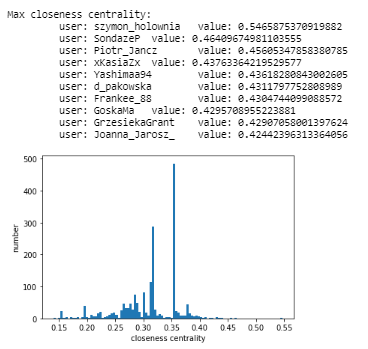 Max closeness centrality:
user: szymon_holownia value: 0.5465875370919882
user: SondazeP value: 0.46409674981103555
user: Piotr_Jancz value: 0.45605347858380785
user: xKasiaZx value: 0.43763364219529577
user: Yashimaa94 value: 0.43618280843002605
user: d_pakowska value: 0.4311797752808989
user: Frankee_88 value: 0.4304744099088572
user: GoskaMa value: 0.4295708955223881
user: GrzesiekaGrant value: 0.42907058001397624
user: Joanna_Jarosz_ value: 0.42442396313364056
500
400
300
200
100
0
number
0.15 0.20 0.25 0.30 0.35 0.40 0.45 0.50 0.55
closeness centrality